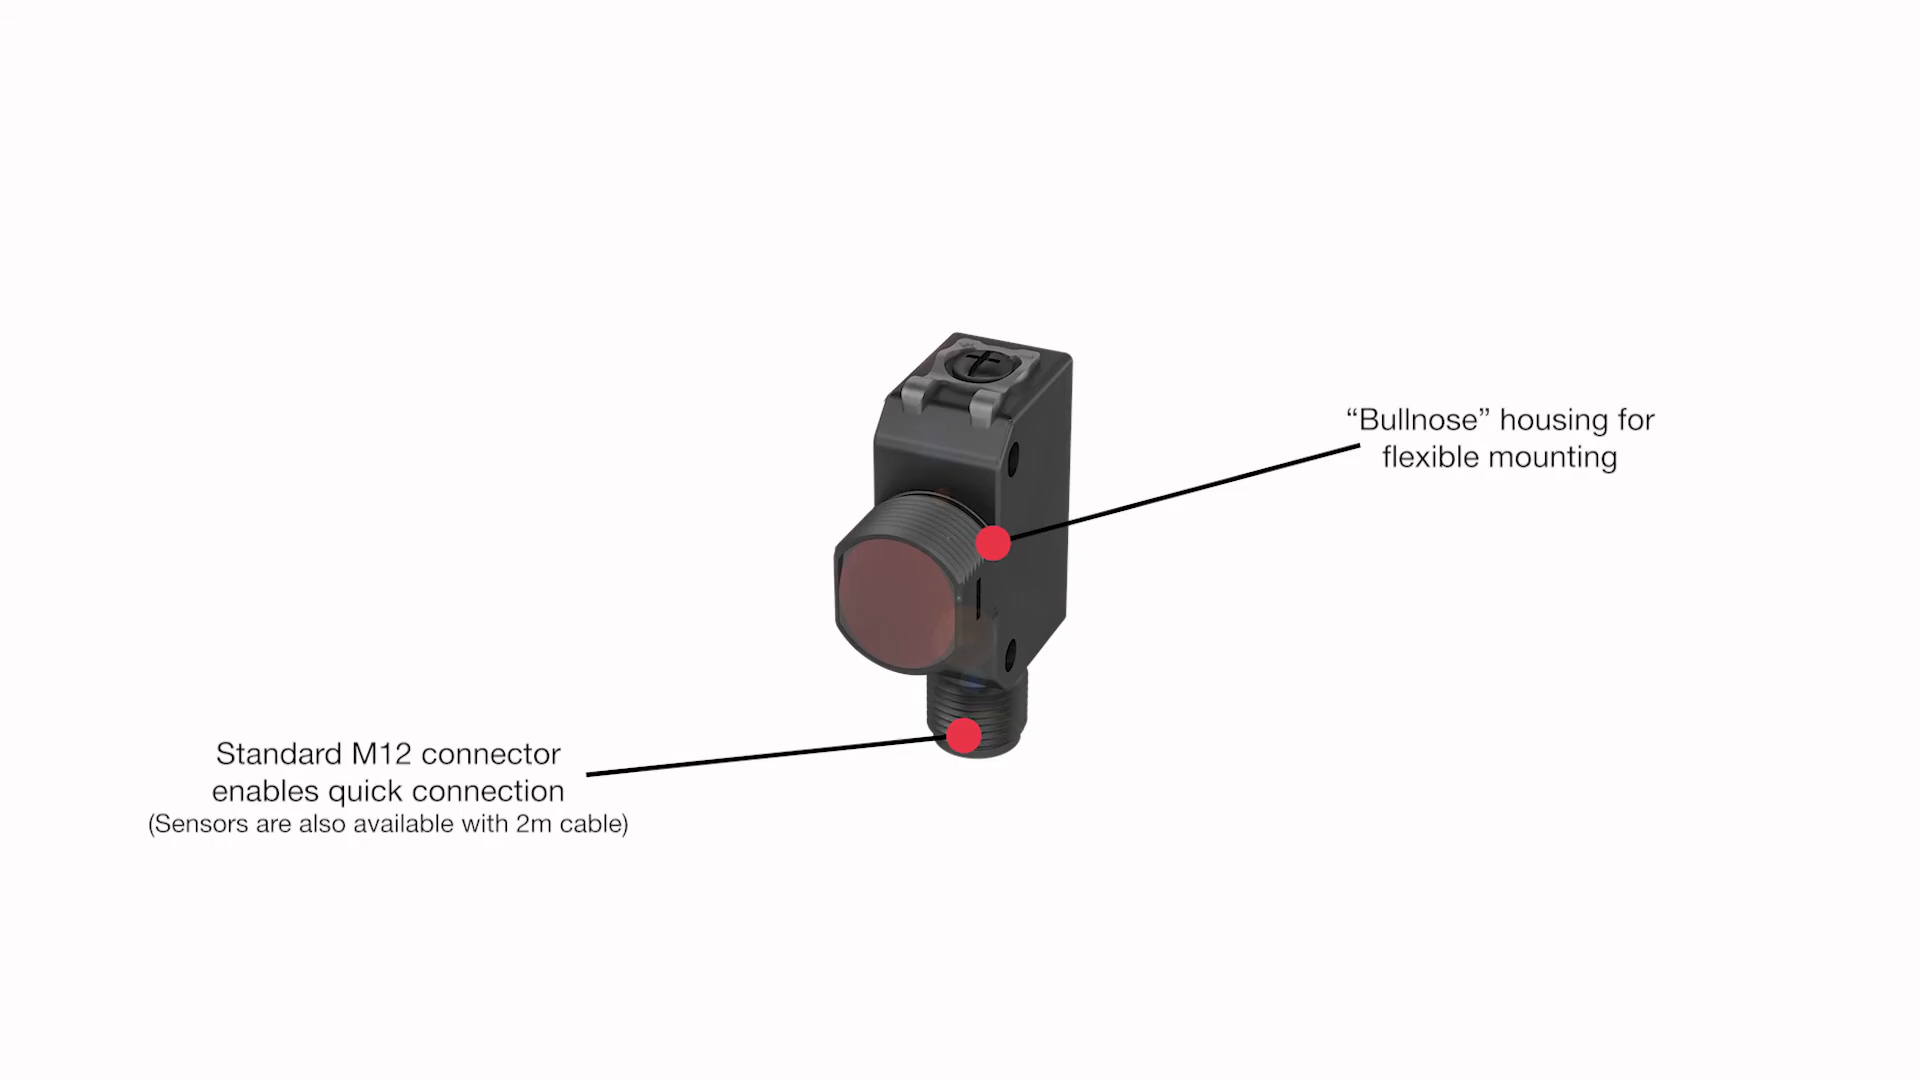 “Bullnose” housing for
flexible mounting
Standard M12 connector
enables quick connection
(Sensors are also available with 2m cable)